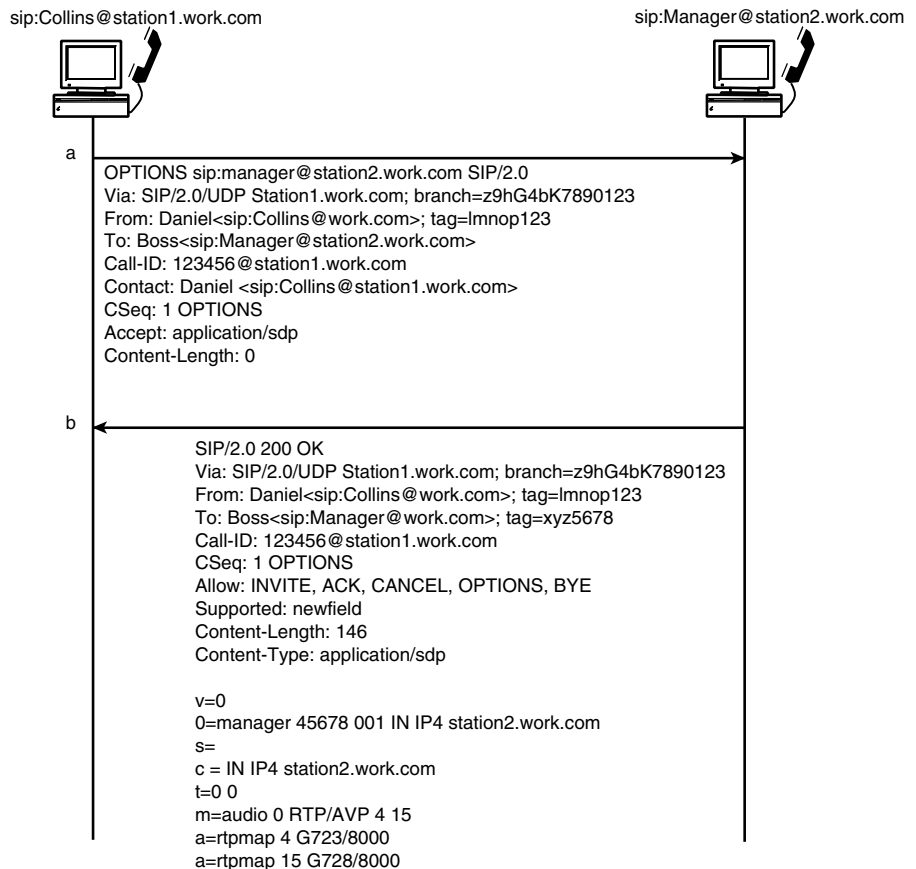 sip:Collins@station1.work.com
sip:Manager@station2.work.com
a
OPTIONS sip:manager@station2.work.com SIP/2.0
Via: SIP/2.0/UDP Station1.work.com; branch=z9hG4bK7890123
From: Daniel<sip:Collins@work.com>; tag=lmnop123
To: Boss<sip:Manager@station2.work.com>
Call-ID: 123456@station1.work.com
Contact: Daniel <sip:Collins@station1.work.com>
CSeq: 1 OPTIONS
Accept: application/sdp
Content-Length: 0
b
SIP/2.0 200 OK
Via: SIP/2.0/UDP Station1.work.com; branch=z9hG4bK7890123
From: Daniel<sip:Collins@work.com>; tag=lmnop123
To: Boss<sip:Manager@work.com>; tag=xyz5678
Call-ID: 123456@station1.work.com
CSeq: 1 OPTIONS
Allow: INVITE, ACK, CANCEL, OPTIONS, BYE
Supported: newfield
Content-Length: 146
Content-Type: application/sdp
v=0
0=manager 45678 001 IN IP4 station2.work.com
s=
c = IN IP4 station2.work.com
t=0 0
m=audio 0 RTP/AVP 4 15
a=rtpmap 4 G723/8000
a=rtpmap 15 G728/8000